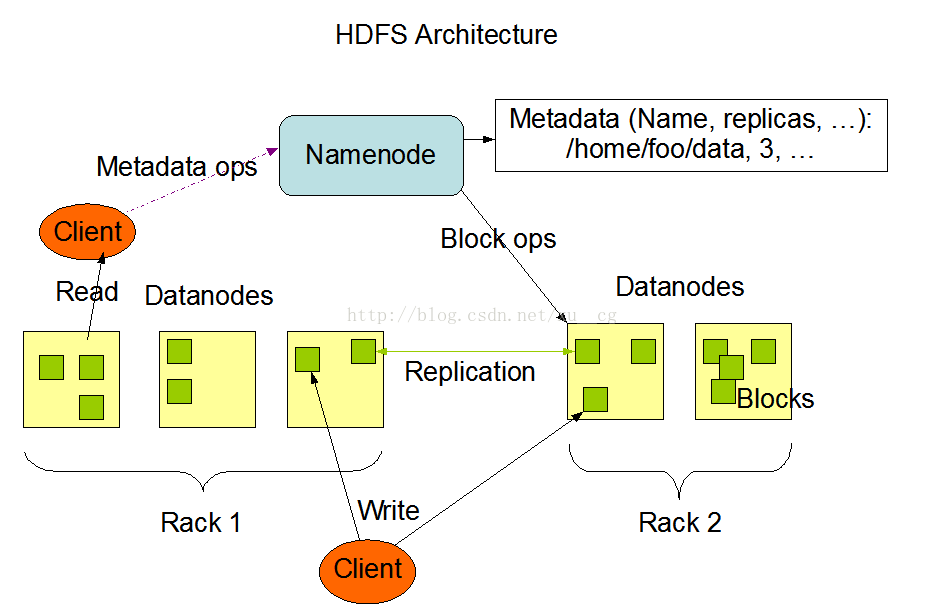 HDFS Architecture
Metadata (Name, replicas, …):
/home/foo/data, 3, …
Namenode
Metadata ops
Client
Block ops
Read
Datanodes
Datanodes
Replication
Blocks
Rack 1
Write
Rack 2
Client